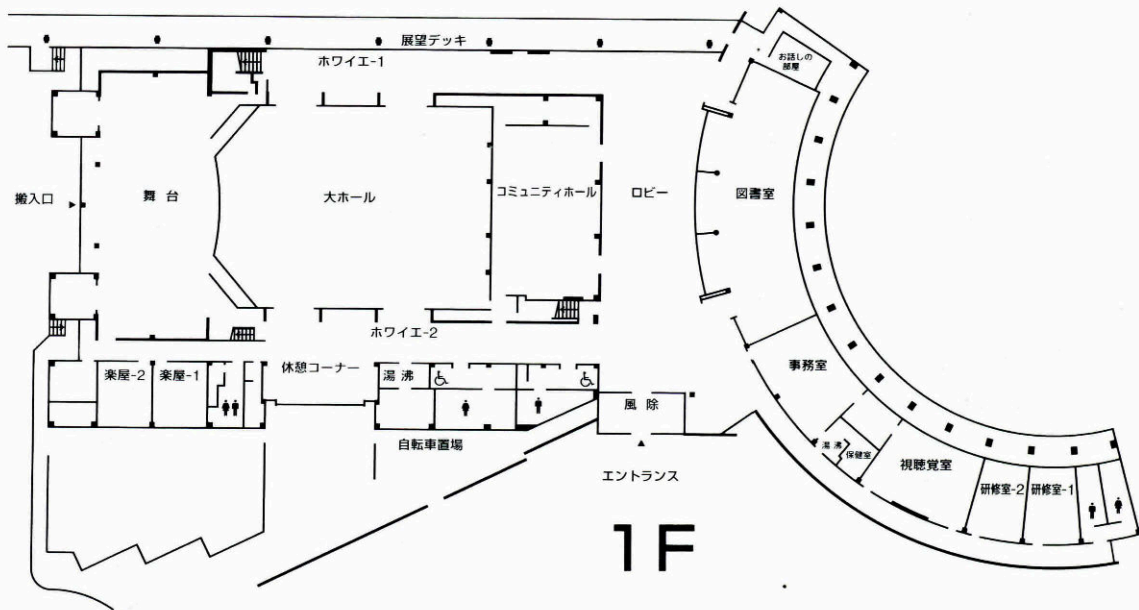 展望デッキ
ホワイエ-1
お話しの
部屋
搬入口
舞台
大ホール
コミュニティホール
ロビー
図書室
ホワイエ-2
楽屋-2
楽屋-1
休憩コーナー
湯沸
事務室
風除
自転車置場
エントランス
湯沸
保健室
視聴覚室
研修室-2
研修室-1
1F